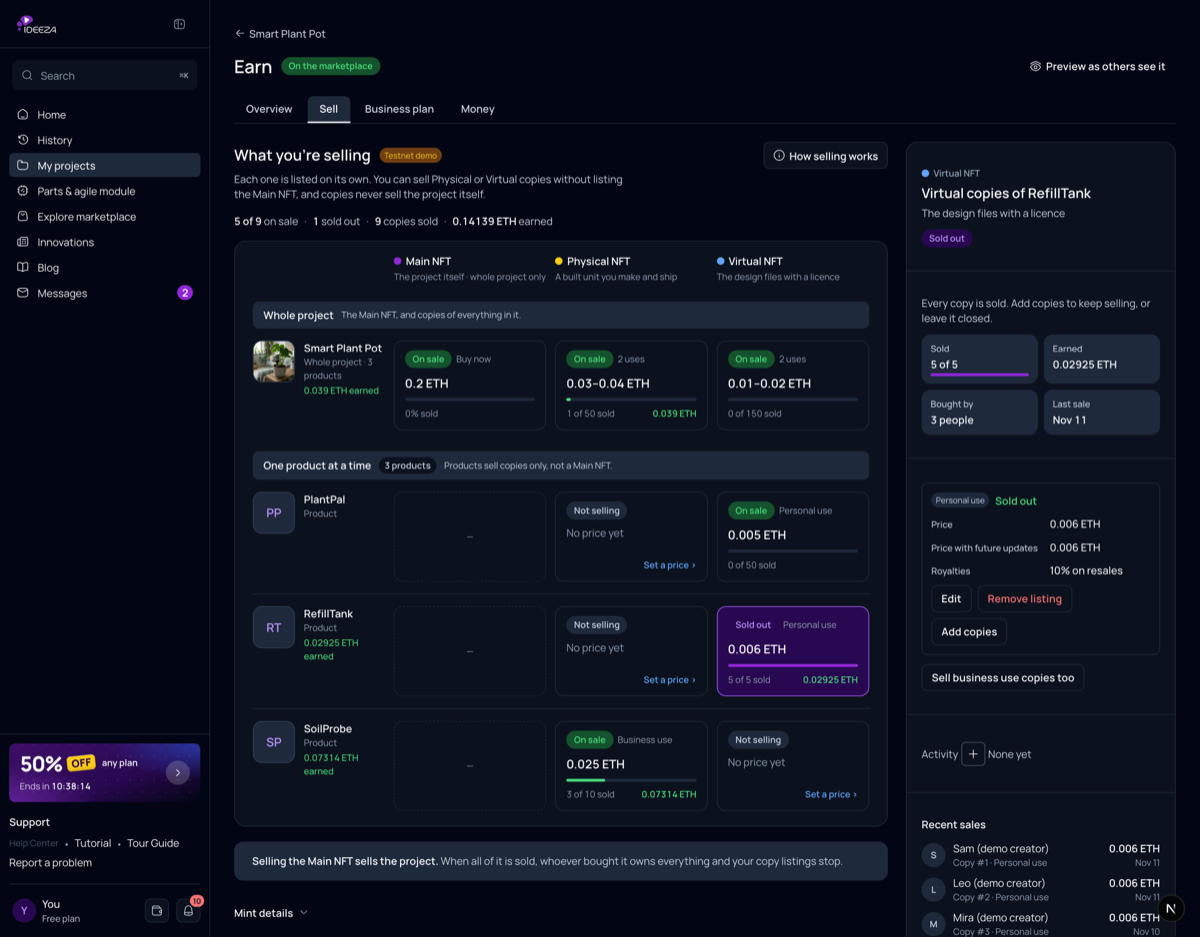 IDEEZA
Search
⌘K
Home
History
My projects
Parts & agile module
Explore marketplace
Innovations
Blog
Messages
2
50% OFF any plan
Ends in 10:38:14
Support
Help Center • Tutorial • Tour Guide
Report a problem
Y
You
Free plan
10
← Smart Plant Pot
Earn
On the marketplace
Preview as others see it
Overview
Sell
Business plan
Money
What you're selling
Testnet demo
How selling works
Each one is listed on its own. You can sell Physical or Virtual copies without listing
the Main NFT, and copies never sell the project itself.
5 of 9 on sale · 1 sold out · 9 copies sold · 0.14139 ETH earned
Main NFT
The project itself · whole project only
Physical NFT
A built unit you make and ship
Virtual NFT
The design files with a licence
Whole project
The Main NFT, and copies of everything in it.
Smart Plant Pot
Whole project · 3
products
0.039 ETH earned
On sale
Buy now
0.2 ETH
0% sold
On sale
2 uses
0.03–0.04 ETH
1 of 50 sold
0.039 ETH
On sale
2 uses
0.01–0.02 ETH
0 of 150 sold
One product at a time
3 products
Products sell copies only, not a Main NFT.
PP
PlantPal
Product
–
Not selling
No price yet
Set a price ›
On sale
Personal use
0.005 ETH
0 of 50 sold
RT
RefillTank
Product
0.02925 ETH
earned
–
Not selling
No price yet
Set a price ›
Sold out
Personal use
0.006 ETH
5 of 5 sold
0.02925 ETH
SP
SoilProbe
Product
0.07314 ETH
earned
–
On sale
Business use
0.025 ETH
3 of 10 sold
0.07314 ETH
Not selling
No price yet
Set a price ›
Selling the Main NFT sells the project. When all of it is sold, whoever bought it owns everything and your copy listings stop.
Mint details
Virtual NFT
Virtual copies of RefillTank
The design files with a licence
Sold out
Every copy is sold. Add copies to keep selling, or
leave it closed.
Sold
5 of 5
Earned
0.02925 ETH
Bought by
3 people
Last sale
Nov 11
Personal use
Sold out
Price
0.006 ETH
Price with future updates
0.006 ETH
Royalties
10% on resales
Edit
Remove listing
Add copies
Sell business use copies too
Activity
+
None yet
Recent sales
S
Sam (demo creator)
0.006 ETH
Copy #1 · Personal use
Nov 11
L
Leo (demo creator)
0.006 ETH
Copy #2 · Personal use
Nov 11
M
Mira (demo creator)
0.006 ETH
Copy #3 · Personal use
Nov 10
N